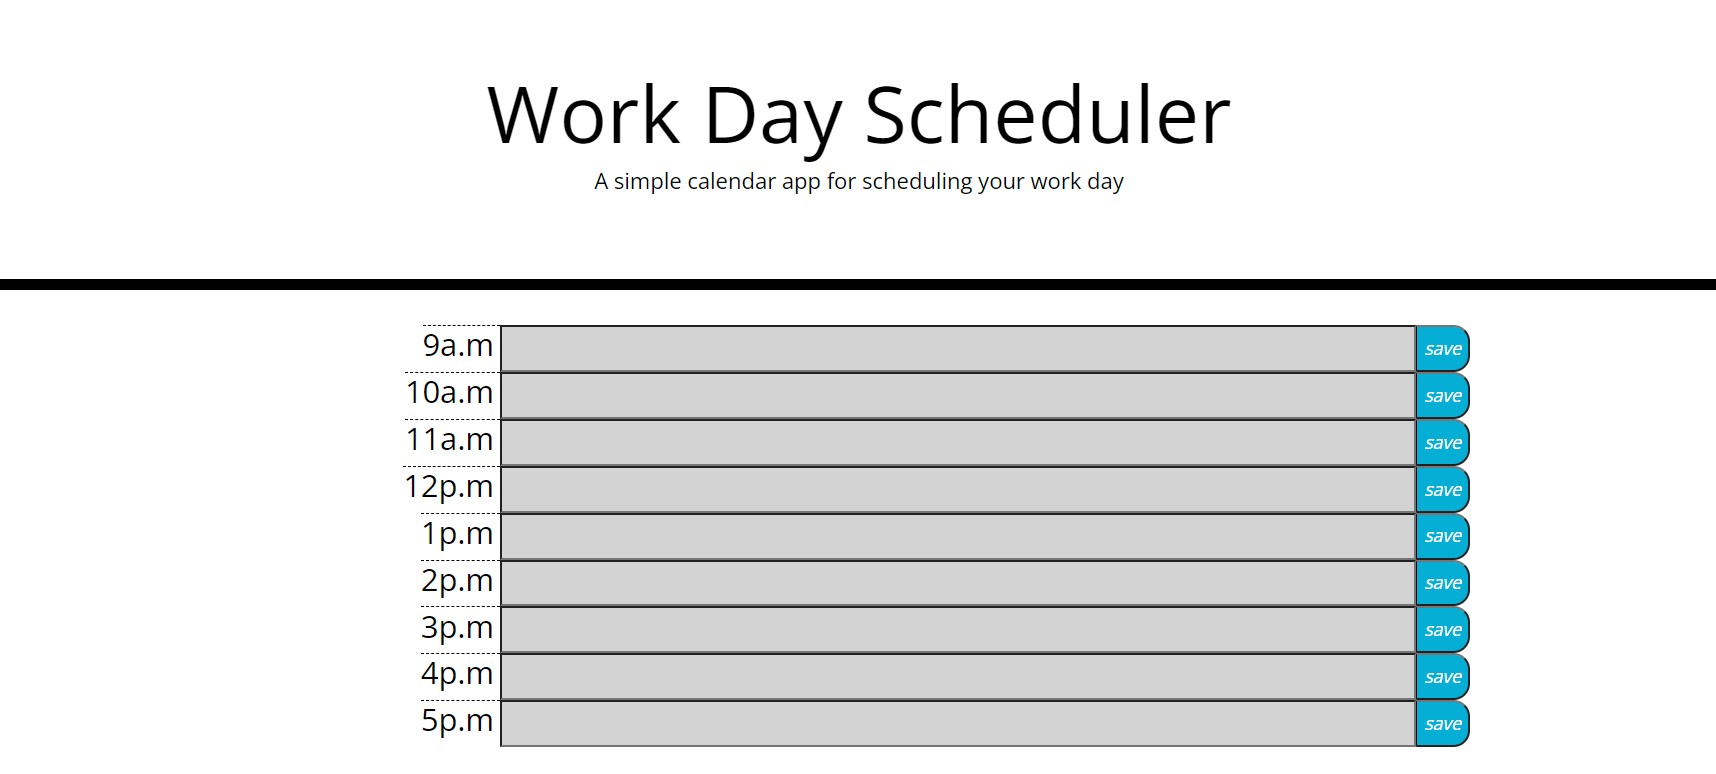 Work Day Scheduler
A simple calendar app for scheduling your work day
9a.m save
10a.m save
11a.m save
12p.m save
1p.m save
2p.m save
3p.m save
4p.m save
5p.m save